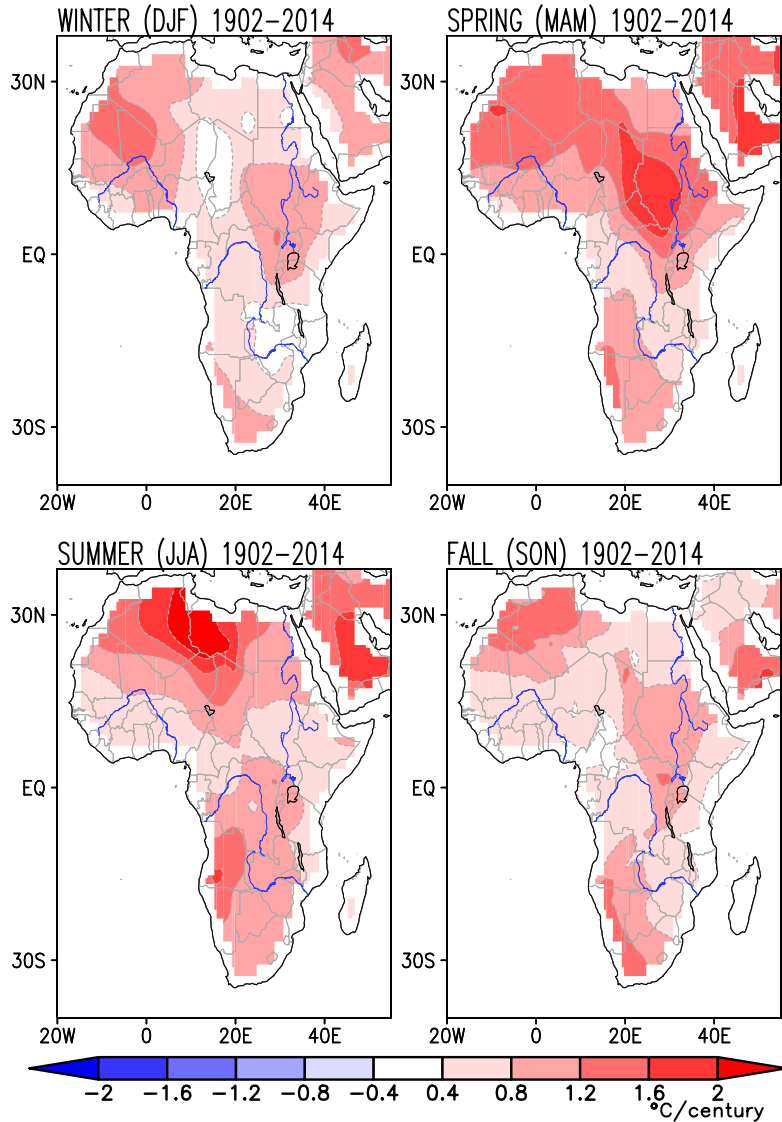 WINTER (DJF) 1902-2014
SPRING (MAM) 1902-2014
30N
EQ
30S
30N
EQ
30S
20W 0 20E 40E
20W 0 20E 40E
SUMMER (JJA) 1902-2014
FALL (SON) 1902-2014
30N
EQ
30S
30N
EQ
30S
20W 0 20E 40E
20W 0 20E 40E
-2 -1.6 -1.2 -0.8 -0.4 0.4 0.8 1.2 1.6 2
°C/century